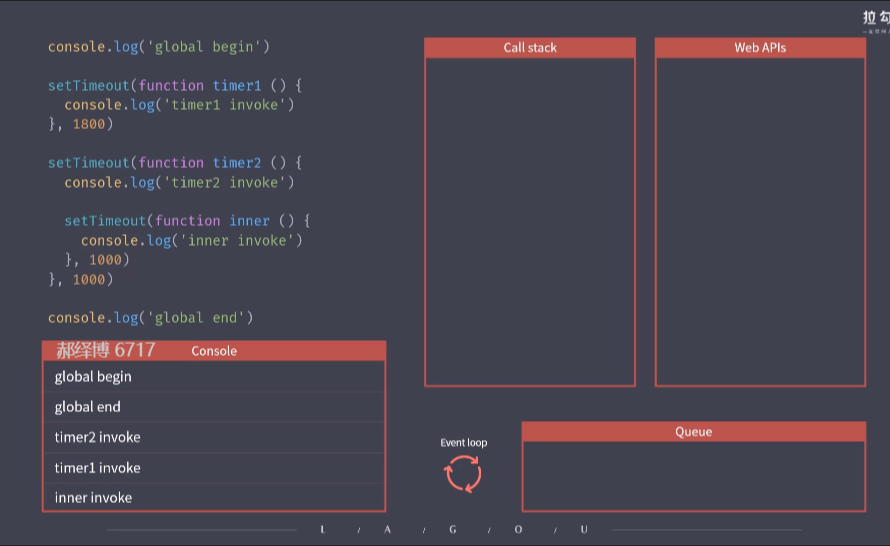 拉勾
console.log('global begin')
setTimeout(function timer1 () {
console.log('timer1 invoke')
}, 1800)
setTimeout(function timer2 () {
console.log('timer2 invoke')
setTimeout(function inner () {
console.log('inner invoke')
}, 1000)
}, 1000)
console.log('global end')
Call stack
Web APIs
郝绎博 6717
Console
global begin
global end
timer2 invoke
timer1 invoke
inner invoke
Event loop
Queue
L / A / G / O / U